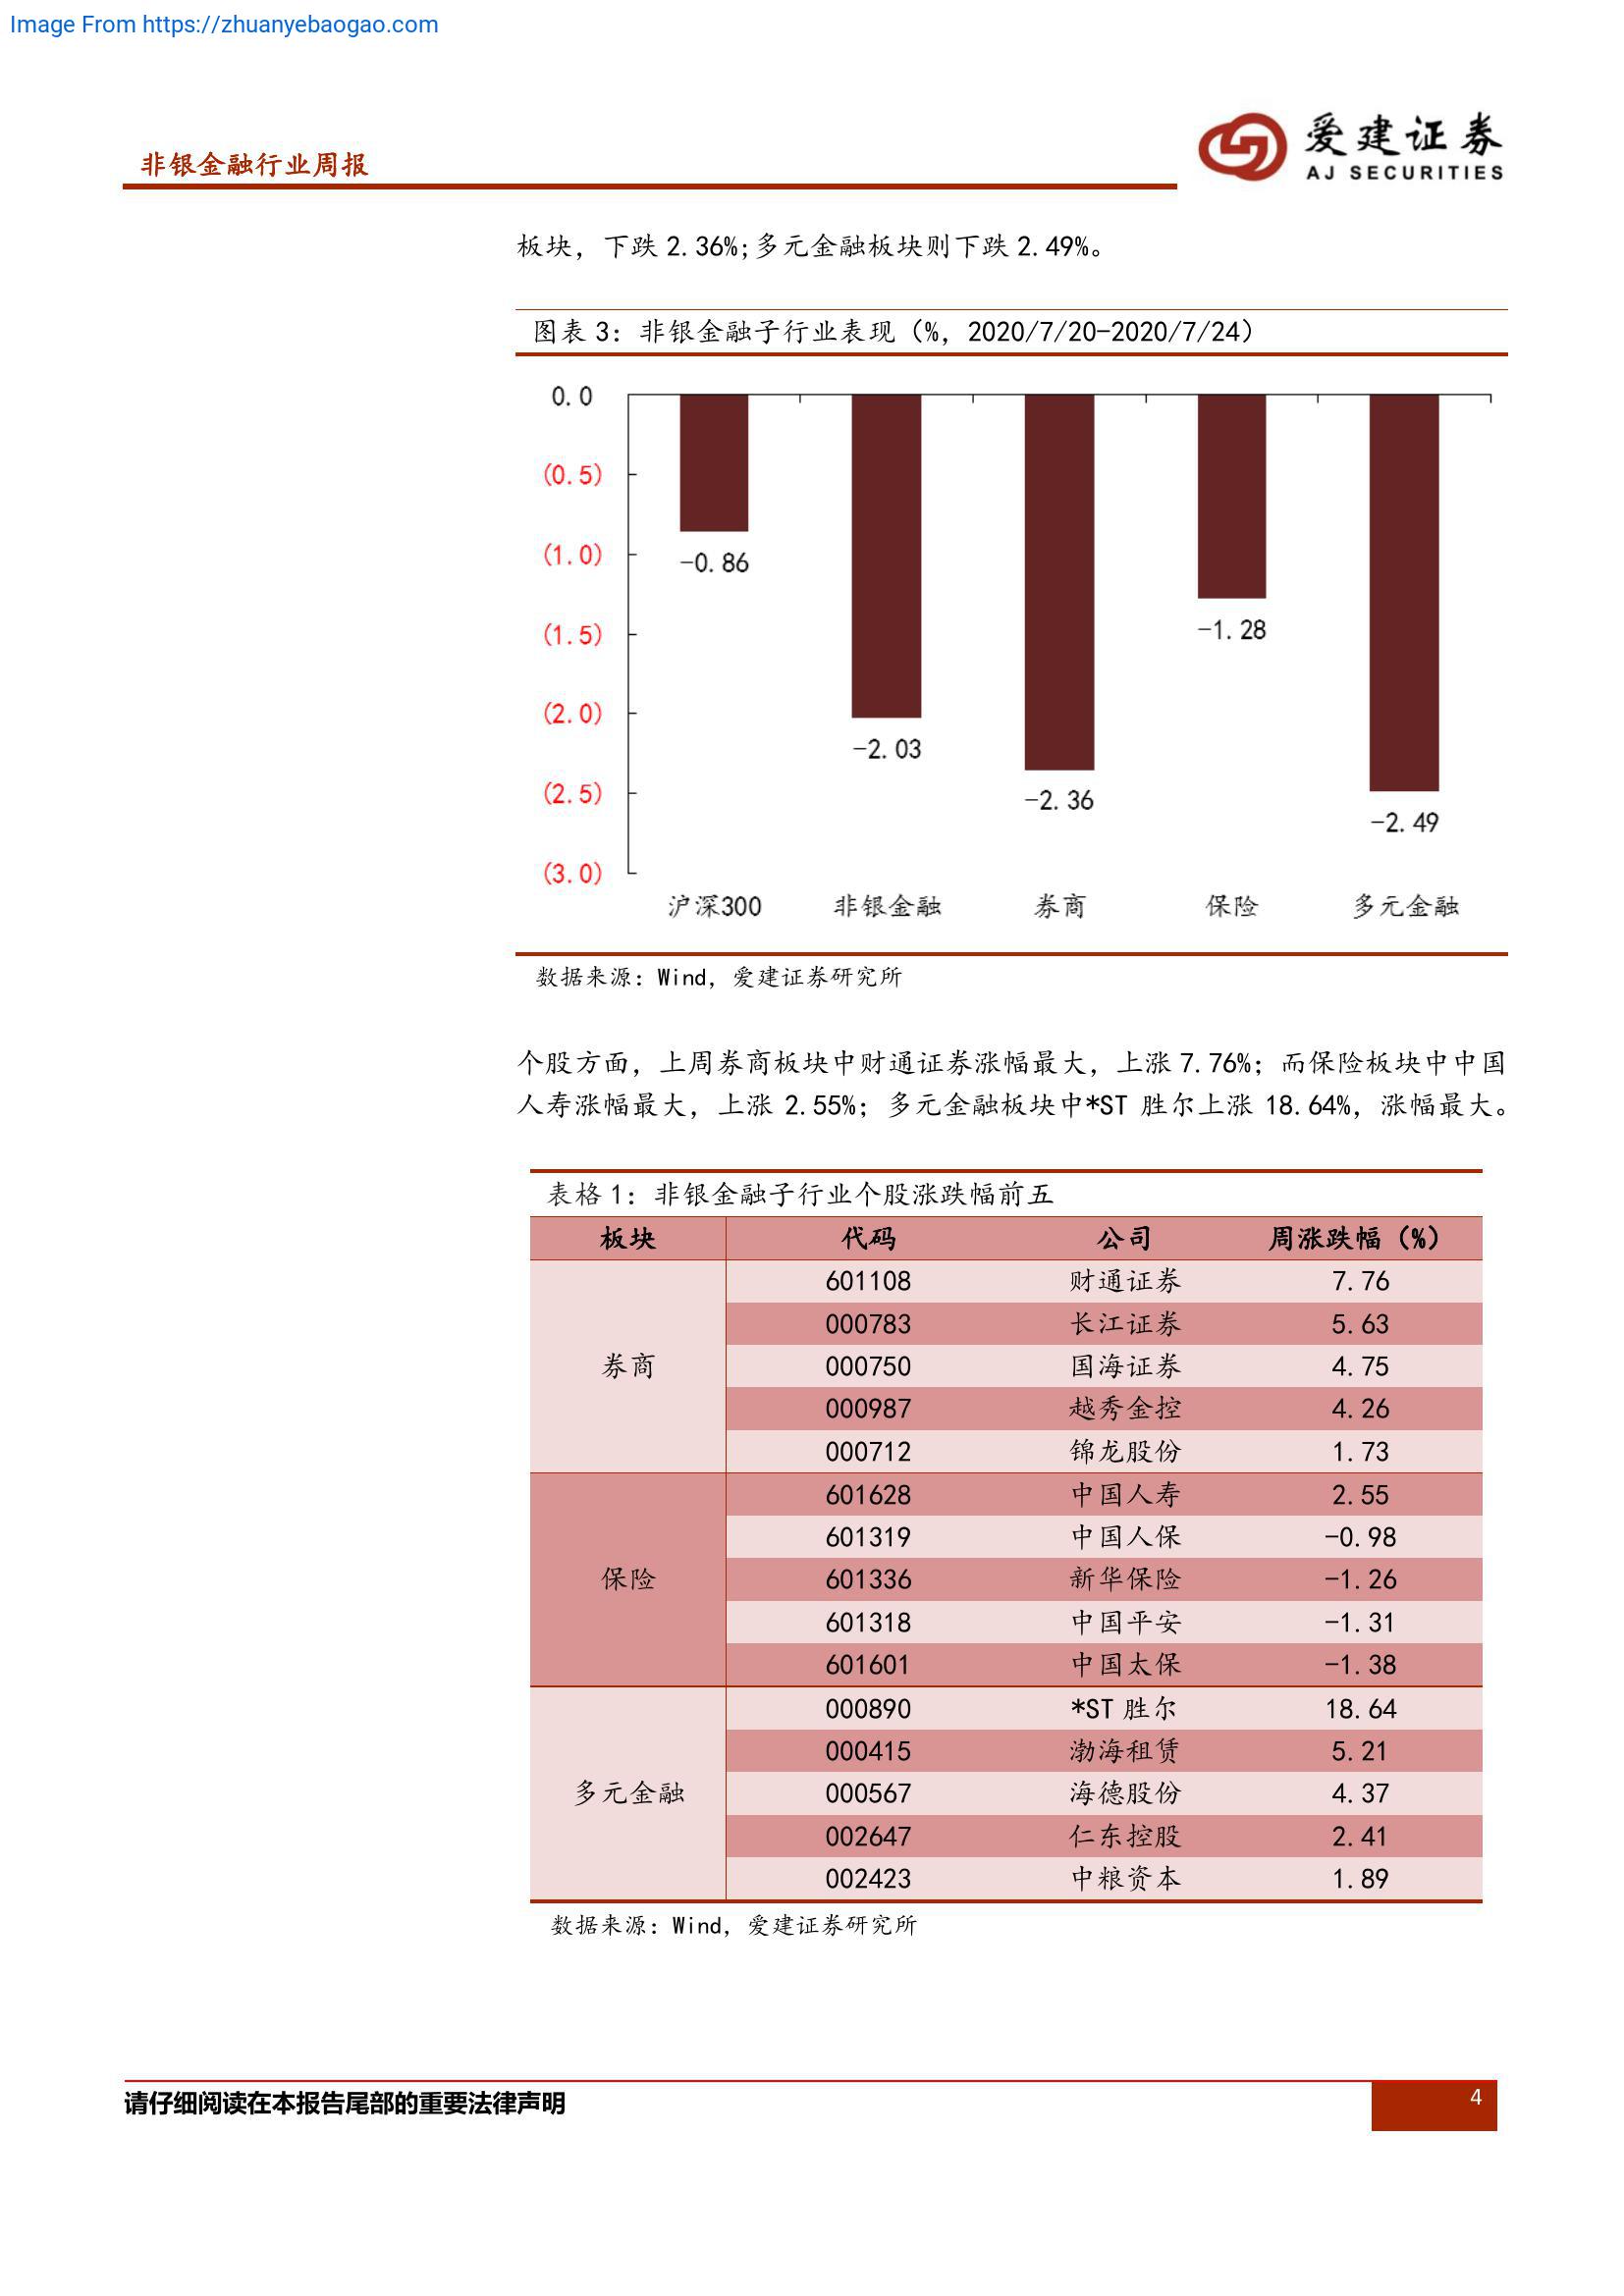 Image From https://zhuanyebaogao.com
爱建证券
AJ SECURITIES
非银金融行业周报
板块，下跌 2.36%;多元金融板块则下跌 2.49%。
图表 3：非银金融子行业表现（%，2020/7/20-2020/7/24）
0.0
(0.5)
(1.0)
(1.5)
(2.0)
(2.5)
(3.0)
-0.86
-2.03
-2.36
-1.28
-2.49
沪深300 非银金融 券商 保险 多元金融
数据来源：Wind，爱建证券研究所
个股方面，上周券商板块中财通证券涨幅最大，上涨 7.76%；而保险板块中中国
人寿涨幅最大，上涨 2.55%；多元金融板块中*ST 胜尔上涨 18.64%，涨幅最大。
表格 1：非银金融子行业个股涨跌幅前五
板块 代码 公司 周涨跌幅（%）
券商
601108 财通证券 7.76
000783 长江证券 5.63
000750 国海证券 4.75
000987 越秀金控 4.26
000712 锦龙股份 1.73
保险
601628 中国人寿 2.55
601319 中国人保 -0.98
601336 新华保险 -1.26
601318 中国平安 -1.31
601601 中国太保 -1.38
多元金融
000890 *ST 胜尔 18.64
000415 渤海租赁 5.21
000567 海德股份 4.37
002647 仁东控股 2.41
002423 中粮资本 1.89
数据来源：Wind，爱建证券研究所
请仔细阅读在本报告尾部的重要法律声明
4